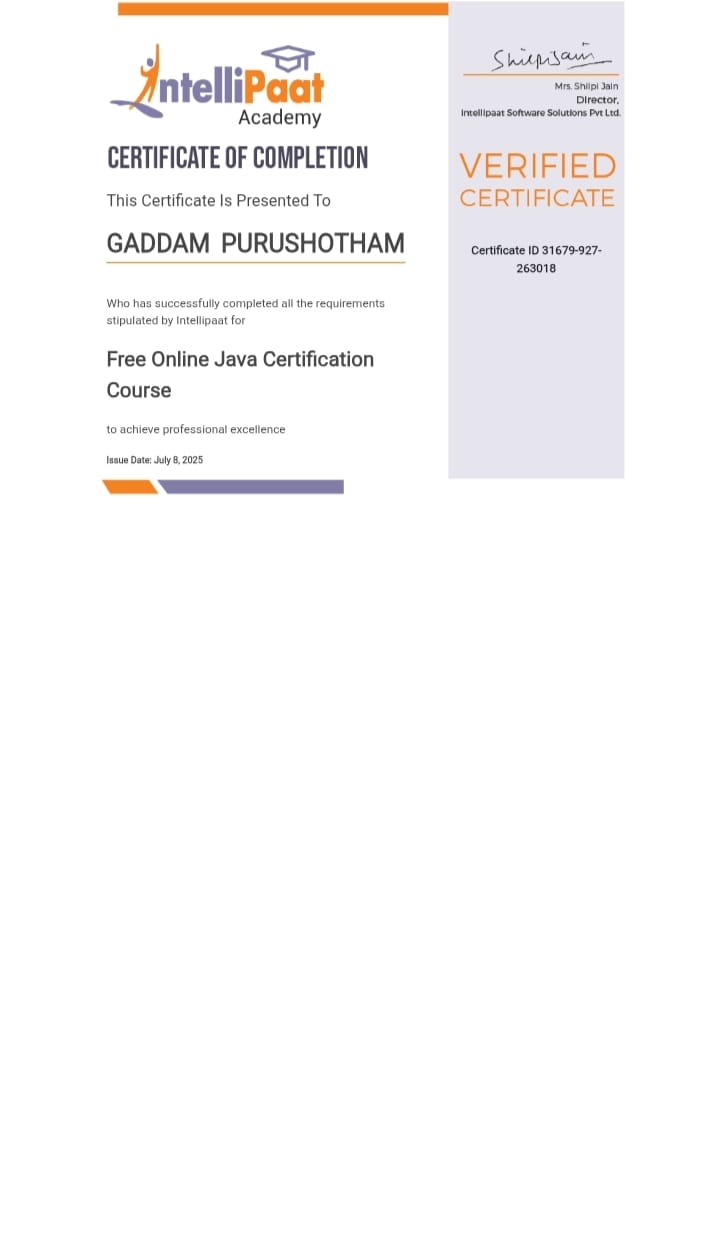 IntelliPaat
Academy
CERTIFICATE OF COMPLETION
This Certificate Is Presented To
GADDAM PURUSHOTHAM
Who has successfully completed all the requirements
stipulated by Intellipaat for
Free Online Java Certification
Course
to achieve professional excellence
Issue Date: July 8, 2025
Shilpi Jain
Mrs. Shilpi Jain
Director,
Intellipaat Software Solutions Pvt Ltd.
VERIFIED
CERTIFICATE
Certificate ID 31679-927-
263018